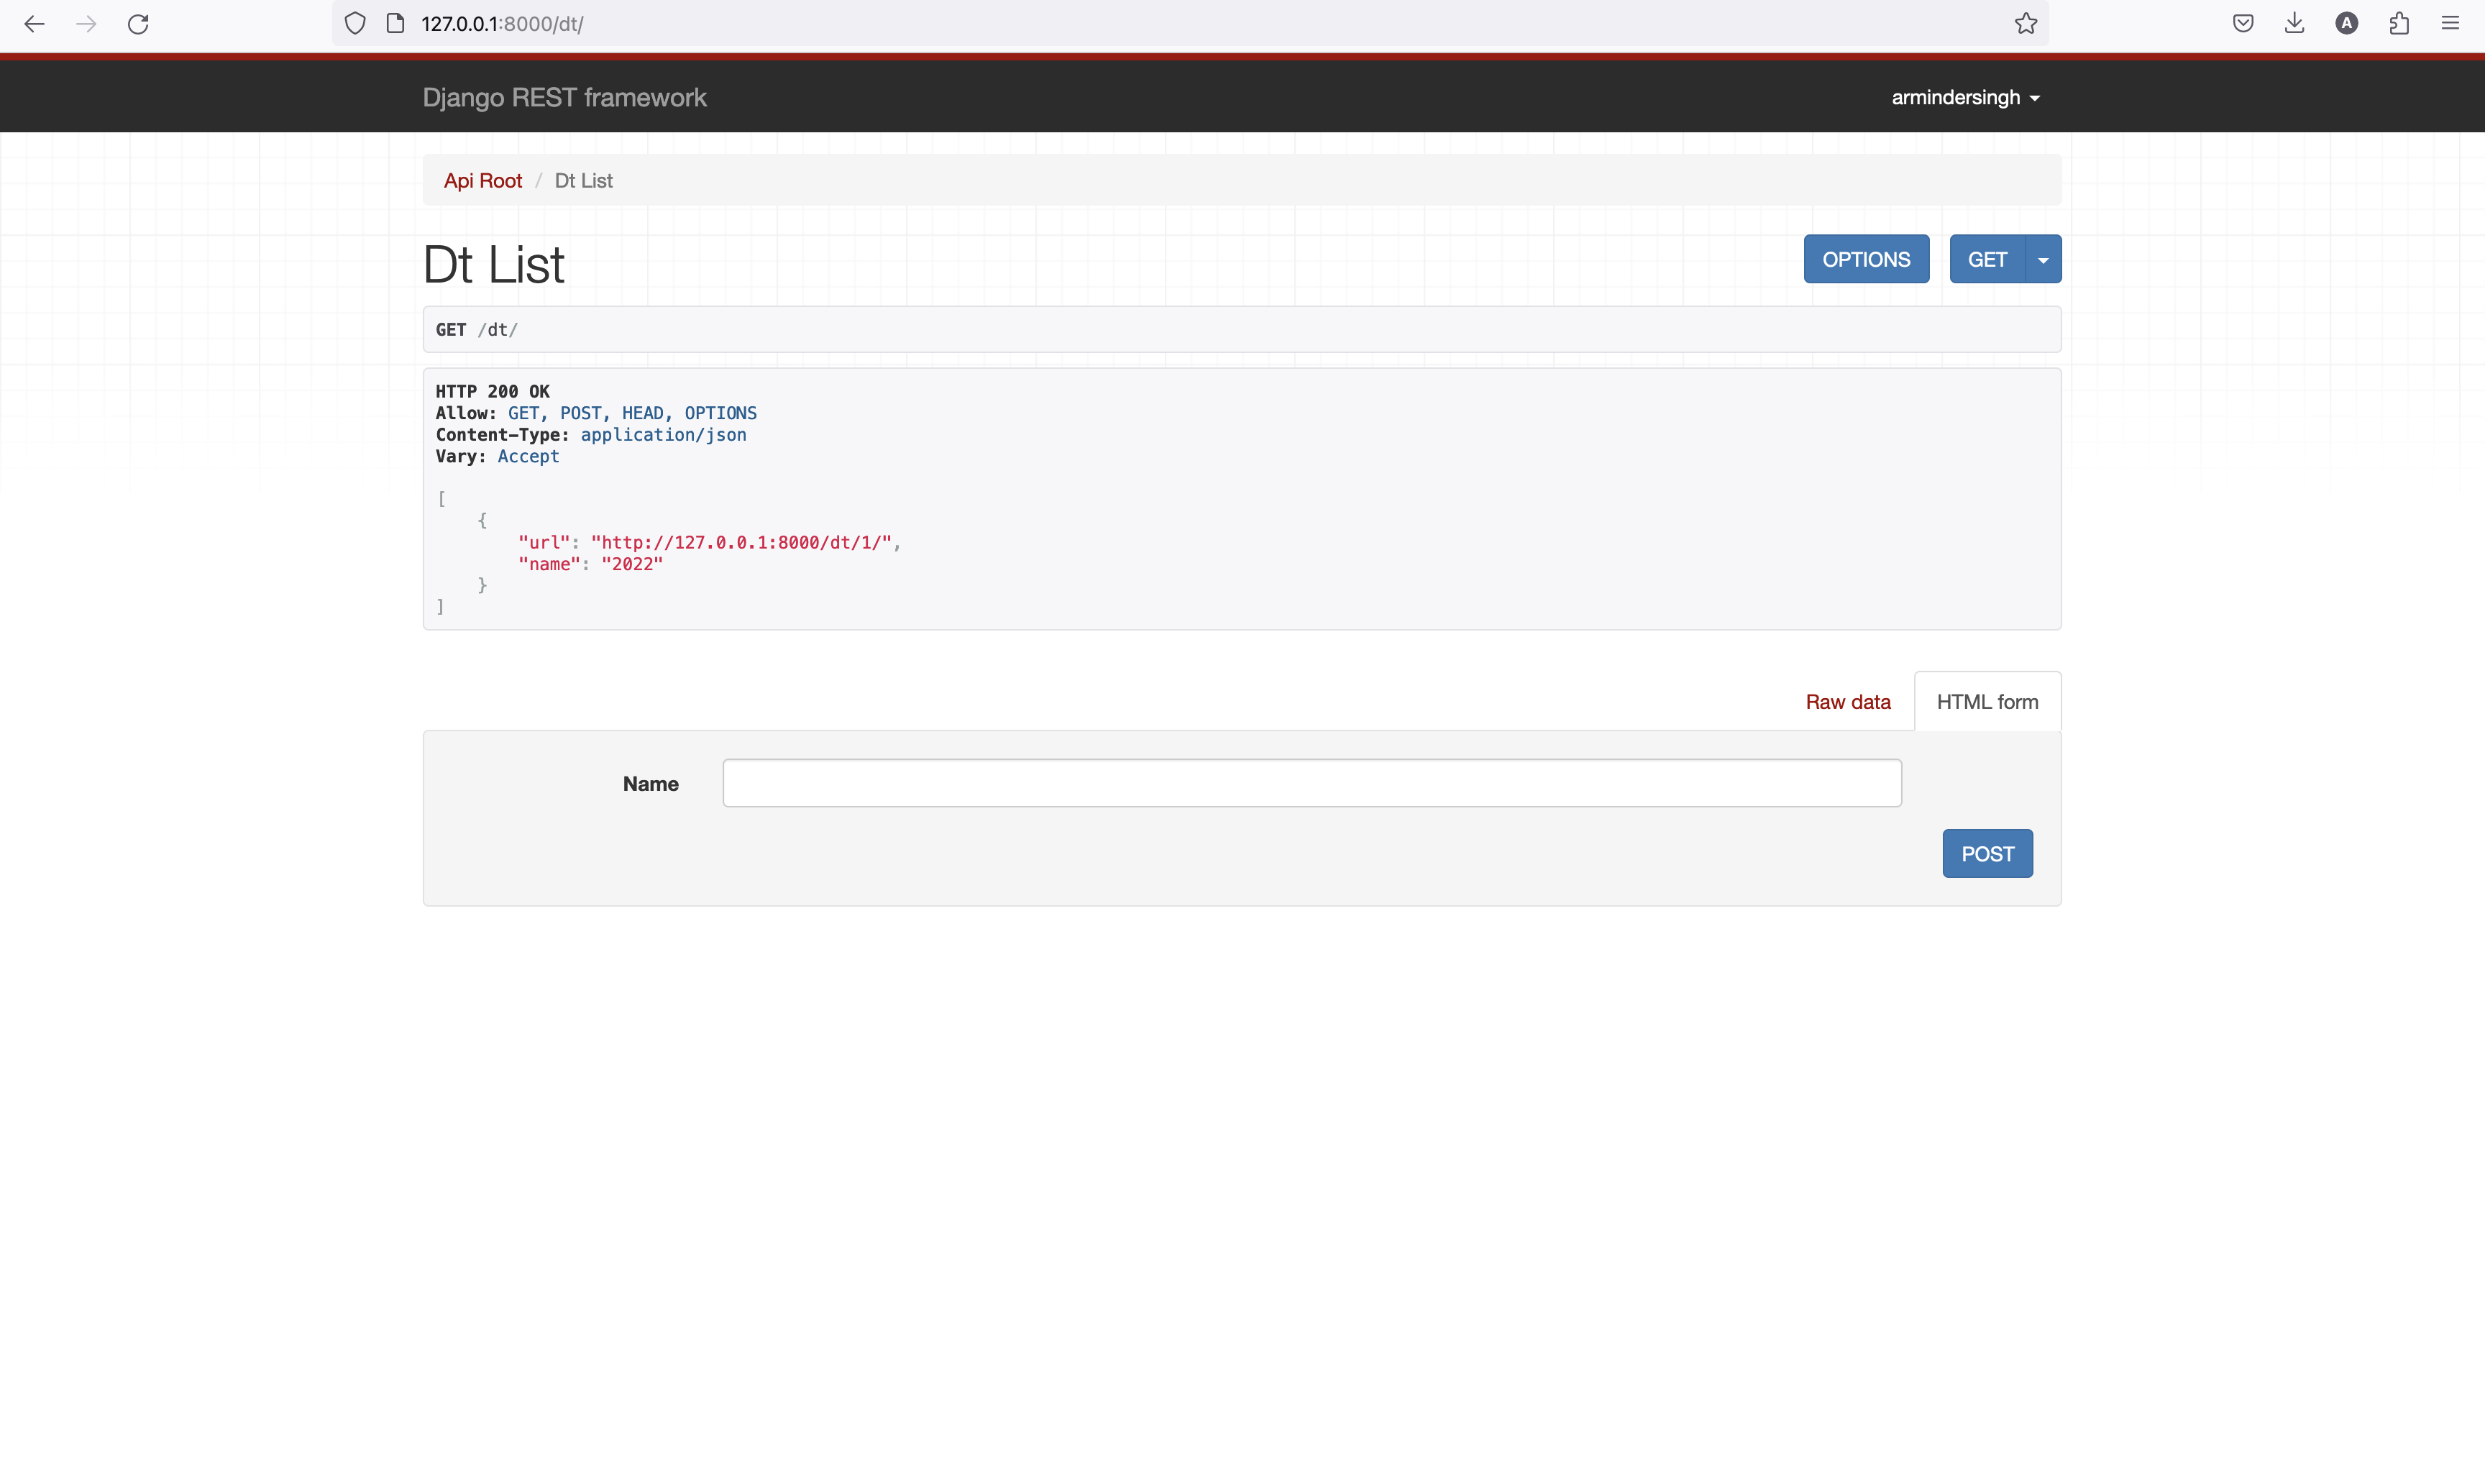 127.0.0.1:8000/dt/
A
Django REST framework
armindersingh
Api Root / Dt List
Dt List
OPTIONS
GET
GET /dt/
HTTP 200 OK
Allow: GET, POST, HEAD, OPTIONS
Content-Type: application/json
Vary: Accept
[
    {
        "url": "http://127.0.0.1:8000/dt/1/",
        "name": "2022"
    }
]
Raw data
HTML form
Name
POST